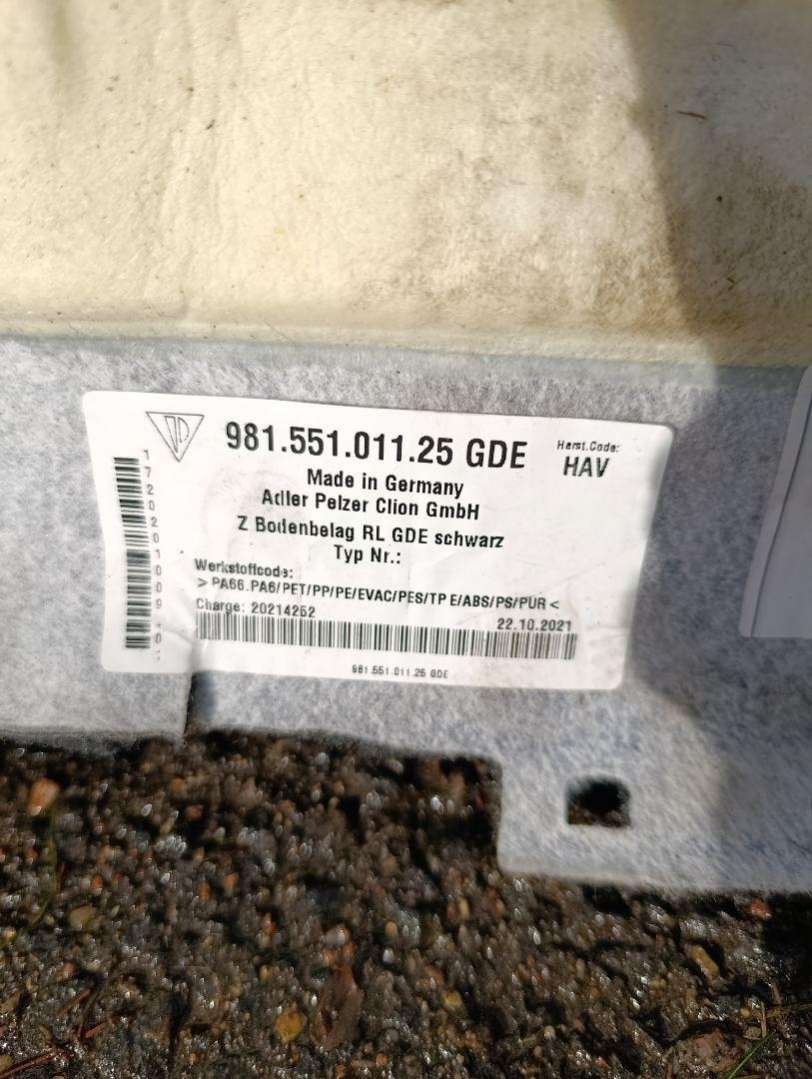 981.551.011.25 GDE
Herst.Code:
HAV
Made in Germany
Adler Pelzer Clion GmbH
Z Bodenbelag RL GDE schwarz
Typ Nr.:
Werkstoffcode:
> PA66.PA6/PET/PP/PE/EVAC/PES/TP E/ABS/PS/PUR <
Charge: 20214252
22.10.2021
981.551.011.25 GDE